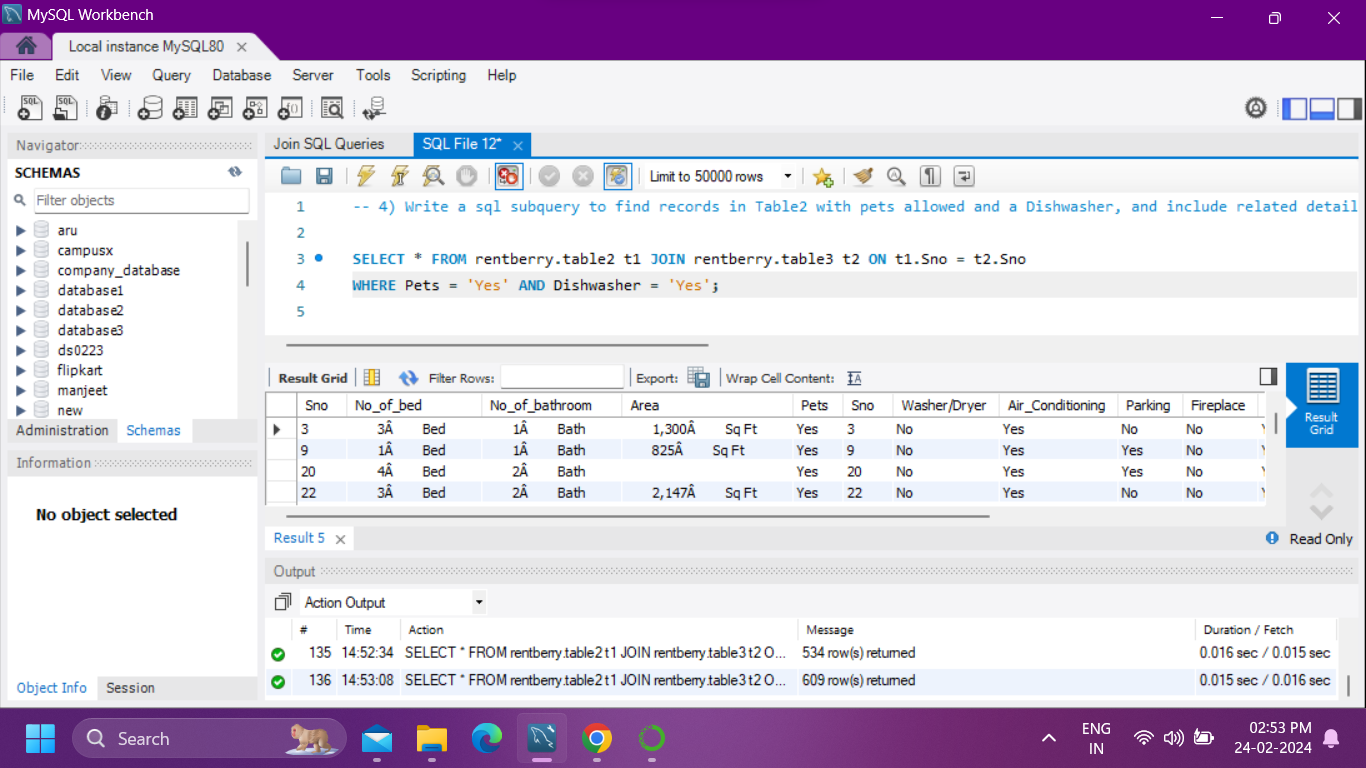 MySQL Workbench
Local instance MySQL80
File Edit View Query Database Server Tools Scripting Help
Navigator
SCHEMAS
Filter objects
aru
campusx
company_database
database1
database2
database3
ds0223
flipkart
manjeet
new
Administration Schemas
Information
No object selected
Object Info Session
Join SQL Queries SQL File 12*
Limit to 50000 rows
1 -- 4) Write a sql subquery to find records in Table2 with pets allowed and a Dishwasher, and include related detail
2
3 SELECT * FROM rentberry.table2 t1 JOIN rentberry.table3 t2 ON t1.Sno = t2.Sno
4 WHERE Pets = 'Yes' AND Dishwasher = 'Yes';
5
Result Grid Filter Rows: Export: Wrap Cell Content:
Sno No_of_bed No_of_bathroom Area Pets Sno Washer/Dryer Air_Conditioning Parking Fireplace
3 3Â Bed 1Â Bath 1,300Â Sq Ft Yes 3 No Yes No No
9 1Â Bed 1Â Bath 825Â Sq Ft Yes 9 No Yes Yes No
20 4Â Bed 2Â Bath Yes 20 No Yes Yes No
22 3Â Bed 2Â Bath 2,147Â Sq Ft Yes 22 No Yes No No
Result Grid
Result 5
Read Only
Output
Action Output
# Time Action Message Duration / Fetch
135 14:52:34 SELECT * FROM rentberry.table2 t1 JOIN rentberry.table3 t2 O... 534 row(s) returned 0.016 sec / 0.015 sec
136 14:53:08 SELECT * FROM rentberry.table2 t1 JOIN rentberry.table3 t2 O... 609 row(s) returned 0.015 sec / 0.016 sec
Search
ENG
IN
02:53 PM
24-02-2024